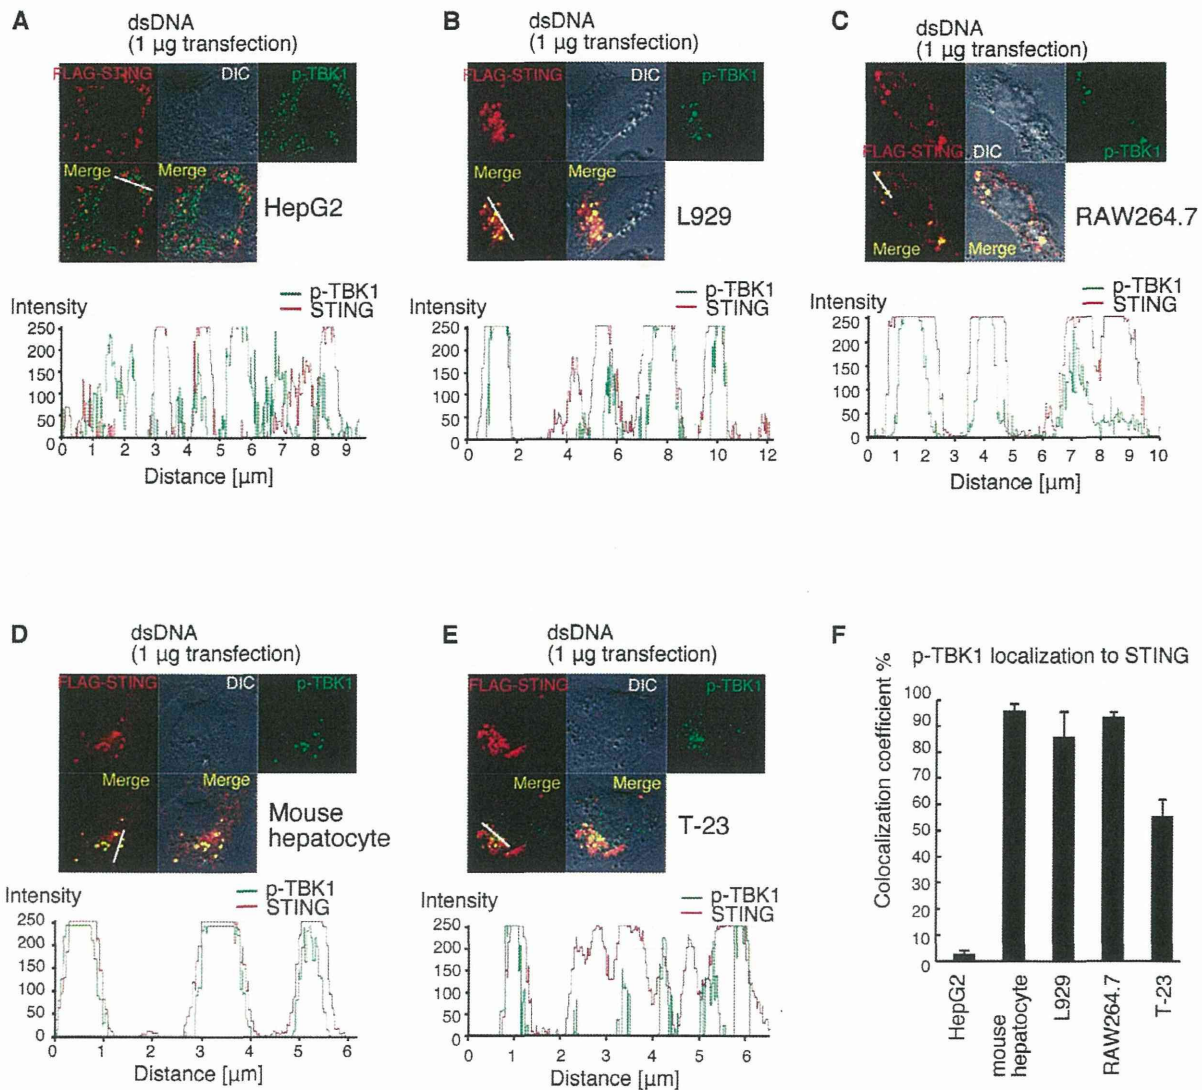 A
dsDNA
(1 µg transfection)
FLAG-STING
DIC
p-TBK1
Merge
Merge
HepG2
Intensity
p-TBK1
STING
250
200
150
100
50
0
0 1 2 3 4 5 6 7 8 9
Distance [µm]
B
dsDNA
(1 µg transfection)
FLAG-STING
DIC
p-TBK1
Merge
Merge
L929
Intensity
p-TBK1
STING
250
200
150
100
50
0
0 2 4 6 8 10 12
Distance [µm]
C
dsDNA
(1 µg transfection)
FLAG-STING
DIC
p-TBK1
Merge
Merge
RAW264.7
Intensity
p-TBK1
STING
250
200
150
100
50
0
0 1 2 3 4 5 6 7 8 9 10
Distance [µm]
D
dsDNA
(1 µg transfection)
FLAG-STING
DIC
p-TBK1
Merge
Merge
Mouse
hepatocyte
Intensity
p-TBK1
STING
250
200
150
100
50
0
0 1 2 3 4 5 6
Distance [µm]
E
dsDNA
(1 µg transfection)
FLAG-STING
DIC
p-TBK1
Merge
Merge
T-23
Intensity
p-TBK1
STING
250
200
150
100
50
0
0 1 2 3 4 5 6
Distance [µm]
F
p-TBK1 localization to STING
Colocalization coefficient %
100
90
80
70
60
50
40
30
20
10
0
HepG2
mouse
hepatocyte
L929
RAW264.7
T-23